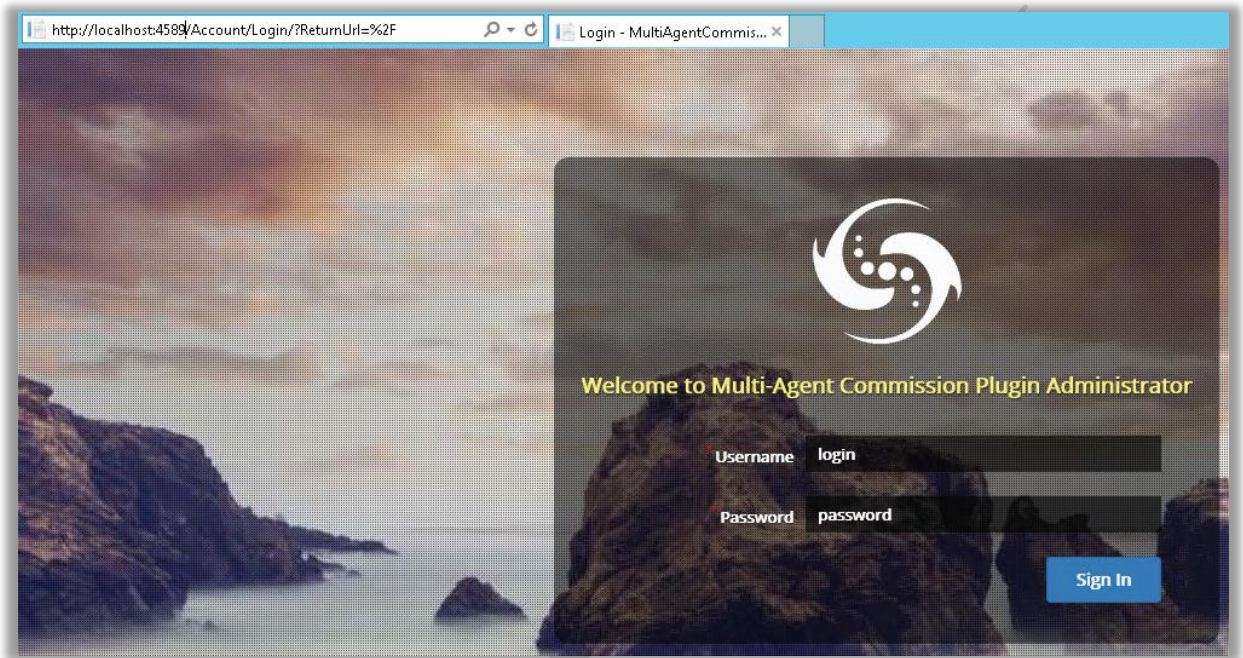 http://localhost:4589/Account/Login/?ReturnUrl=%2F
Login - MultiAgentCommis...
Welcome to Multi-Agent Commission Plugin Administrator
*Username login
*Password password
Sign In